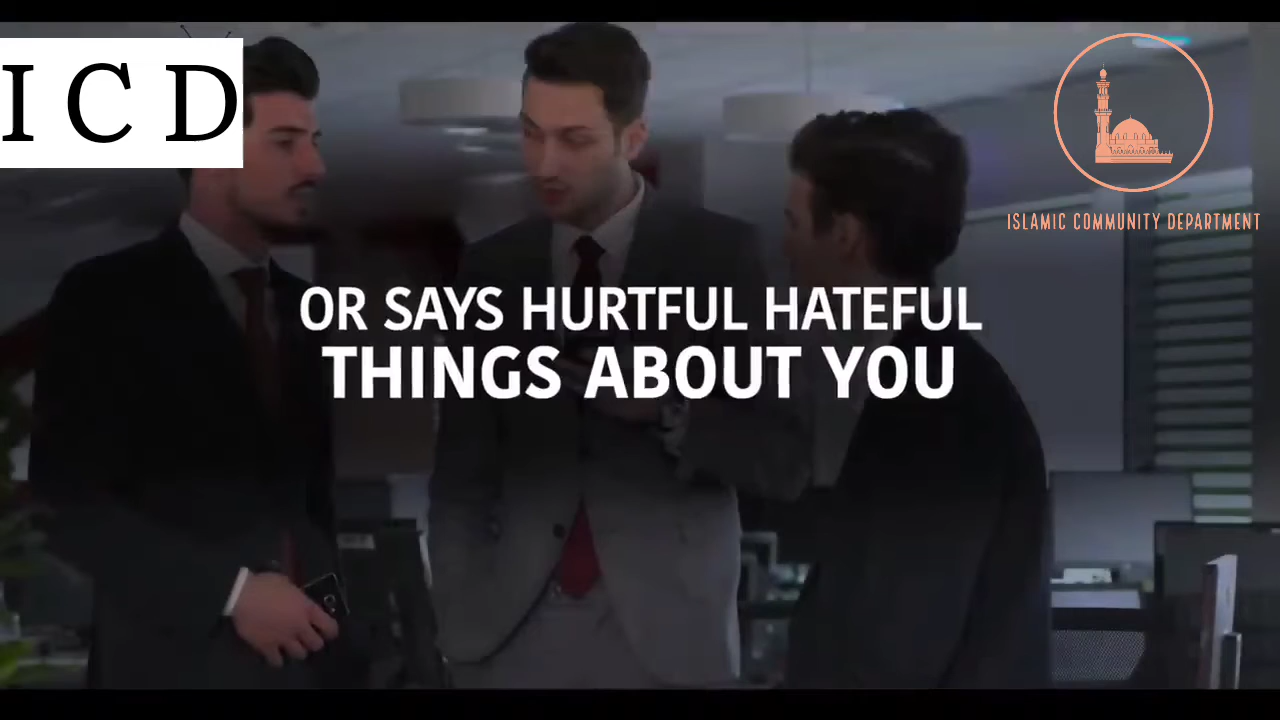 I C D
ISLAMIC COMMUNITY DEPARTMENT
OR SAYS HURTFUL HATEFUL
THINGS ABOUT YOU